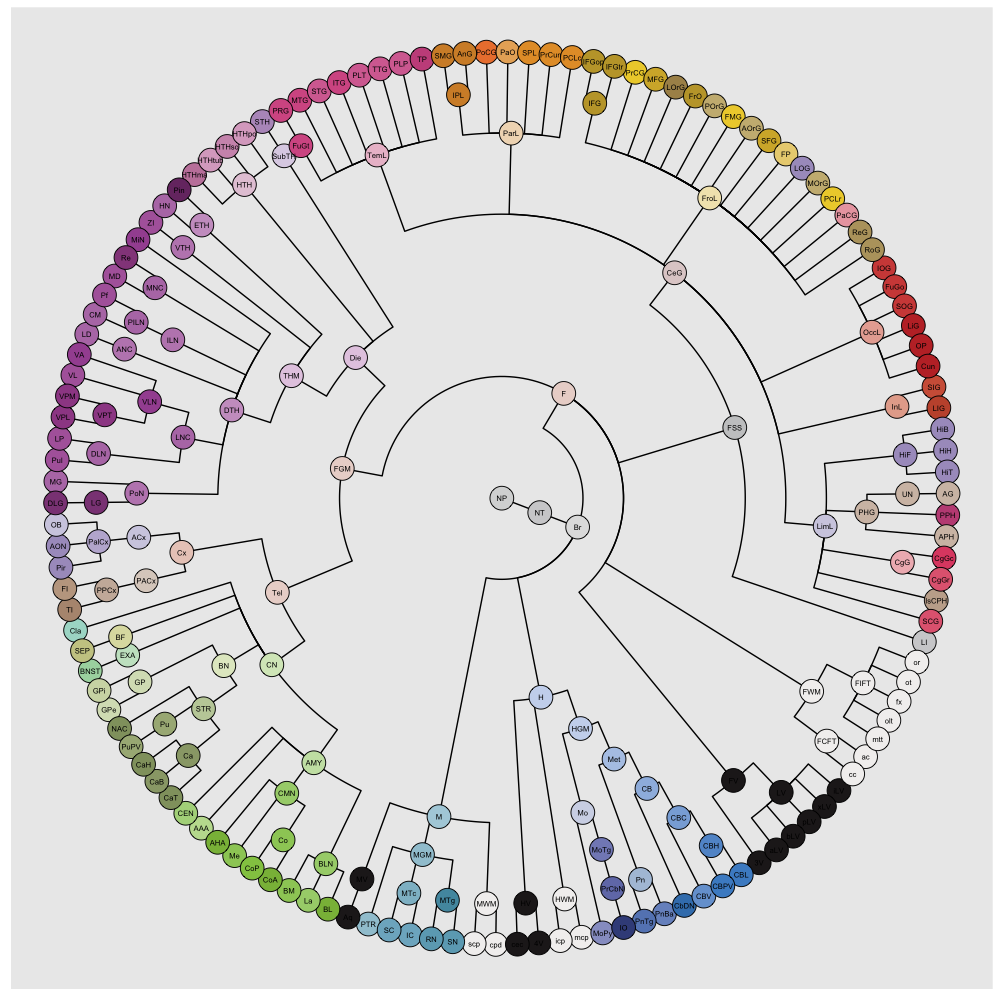 SMG
AnG
PoCG
PaO
SPL
PrCun
IFGop
IFGtr
PrCG
MFG
LOrG
FrO
POrG
FMG
AOrG
SFG
FP
LOG
MOrG
PCLr
PaCG
ReG
RoG
IOG
FuGo
SOG
LiG
OP
Cun
SIG
LIG
HiB
HiH
HiT
AG
PPH
APH
CgGc
CgGr
SCG
LI
or
ot
fx
olt
mtt
ac
cc
TP
PLP
TTG
PLT
ITG
STG
MTG
PRG
FuGt
STH
SubTH
HTHpo
HTHso
HTHtub
HTHma
HTH
Pin
HN
ZI
MiN
Re
MD
Pf
CM
LD
VA
VL
VPM
VPL
LP
Pul
MG
DLG
OB
AON
Pir
FI
TI
Cla
SEP
BNST
GPi
GPe
NAC
PuPV
CaH
CaB
CaT
CEN
AAA
AHA
Me
CoP
CoA
BM
La
BL
Aq
PTR
SC
IC
RN
SN
scp
cpd
4V
icp
mcp
MoPy
IO
PnTg
PnBa
CbDN
CBV
CBPV
CBL
IPL
ParL
IFG
TemL
FroL
CeG
OccL
InL
HiF
UN
PHG
LimL
CgG
FSS
ETH
VTH
MNC
PILN
ILN
ANC
VLN
VPT
LNC
DLN
LG
PoN
DTH
THM
Die
F
FGM
NP
NT
Br
PalCx
ACx
Cx
PPCx
PACx
Tel
BF
EXA
BN
GP
CN
STR
Pu
Ca
AMY
CMN
Co
BLN
M
MGM
MTc
MTg
MWM
H
HWM
HGM
Met
CB
CBC
CBH
Mo
MoTg
PrCbN
Pn
FWM
FIFT
FCFT